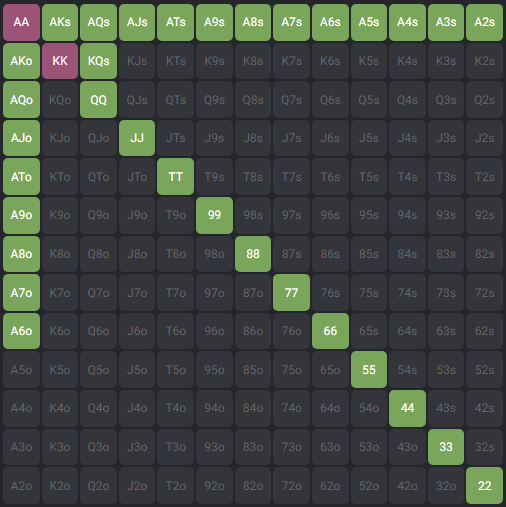 AA AKs AQs AJs ATs A9s A8s A7s A6s A5s A4s A3s A2s
AKo KK KQs KJs KTs K9s K8s K7s K6s K5s K4s K3s K2s
AQo KQo QQ QJs QTs Q9s Q8s Q7s Q6s Q5s Q4s Q3s Q2s
AJo KJo QJo JJ JTs J9s J8s J7s J6s J5s J4s J3s J2s
ATo KTo QTo JTo TT T9s T8s T7s T6s T5s T4s T3s T2s
A9o K9o Q9o J9o T9o 99 98s 97s 96s 95s 94s 93s 92s
A8o K8o Q8o J8o T8o 98o 88 87s 86s 85s 84s 83s 82s
A7o K7o Q7o J7o T7o 97o 87o 77 76s 75s 74s 73s 72s
A6o K6o Q6o J6o T6o 96o 86o 76o 66 65s 64s 63s 62s
A5o K5o Q5o J5o T5o 95o 85o 75o 65o 55 54s 53s 52s
A4o K4o Q4o J4o T4o 94o 84o 74o 64o 54o 44 43s 42s
A3o K3o Q3o J3o T3o 93o 83o 73o 63o 53o 43o 33 32s
A2o K2o Q2o J2o T2o 92o 82o 72o 62o 52o 42o 32o 22